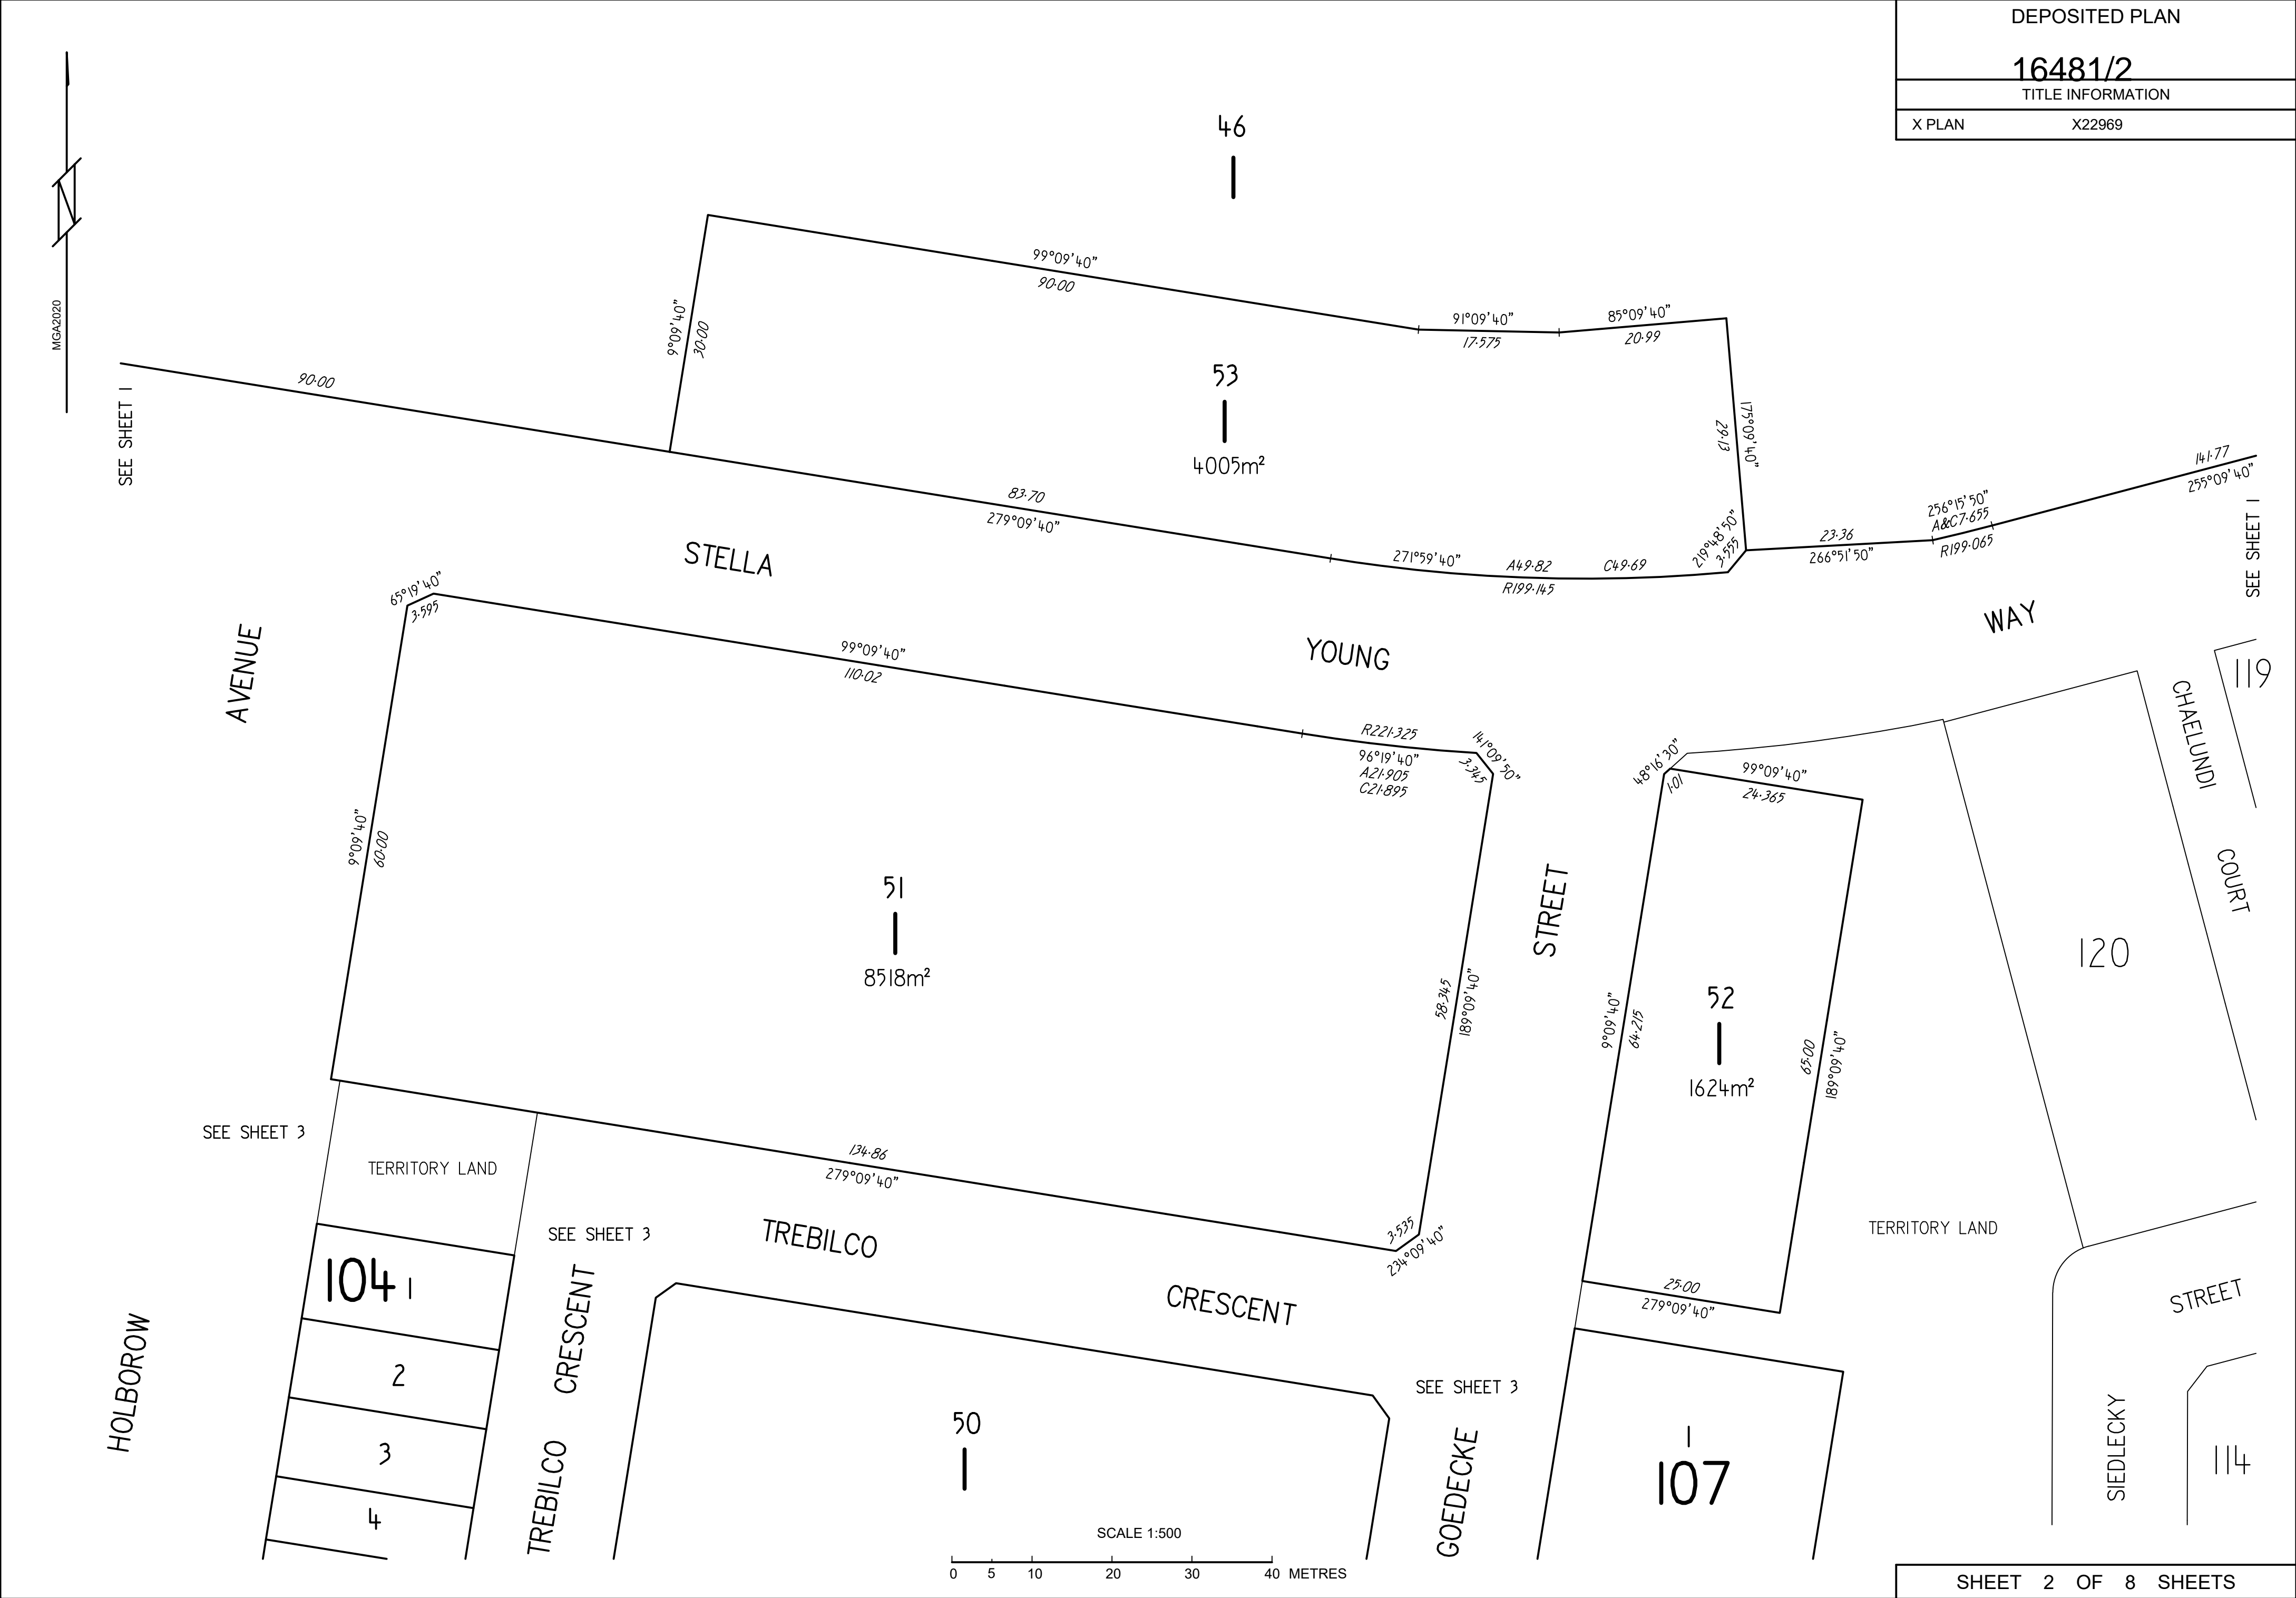 DEPOSITED PLAN
16481/2
TITLE INFORMATION
X PLAN X22969
46
MGA2020
99°09'40"
90·00
9°09'40"
30·00
91°09'40"
17·575
85°09'40"
20·99
53
4005m²
175°09'40"
29·13
SEE SHEET 1
90·00
83·70
279°09'40"
271°59'40"
A49·82
C49·69
R199·145
219°48'50"
3·555
23·36
266°51'50"
256°15'50"
A&C7·655
R199·065
141·77
255°09'40"
SEE SHEET 1
STELLA
YOUNG
WAY
AVENUE
65°19'40"
3·595
99°09'40"
110·02
R221·325
96°19'40"
A21·905
C21·895
141°09'50"
3·345
48°16'30"
1·01
99°09'40"
24·365
CHAELUNDI
COURT
119
120
9°09'40"
60·00
51
8518m²
58·345
189°09'40"
STREET
9°09'40"
64·215
52
1624m²
65·00
189°09'40"
SEE SHEET 3
TERRITORY LAND
134·86
279°09'40"
3·535
234°09'40"
25·00
279°09'40"
TERRITORY LAND
SEE SHEET 3
TREBILCO
CRESCENT
104
1
2
3
4
HOLBOROW
TREBILCO CRESCENT
50
SEE SHEET 3
GOEDECKE
1
107
STREET
SIEDLECKY
114
SCALE 1:500
0 5 10 20 30 40 METRES
SHEET 2 OF 8 SHEETS